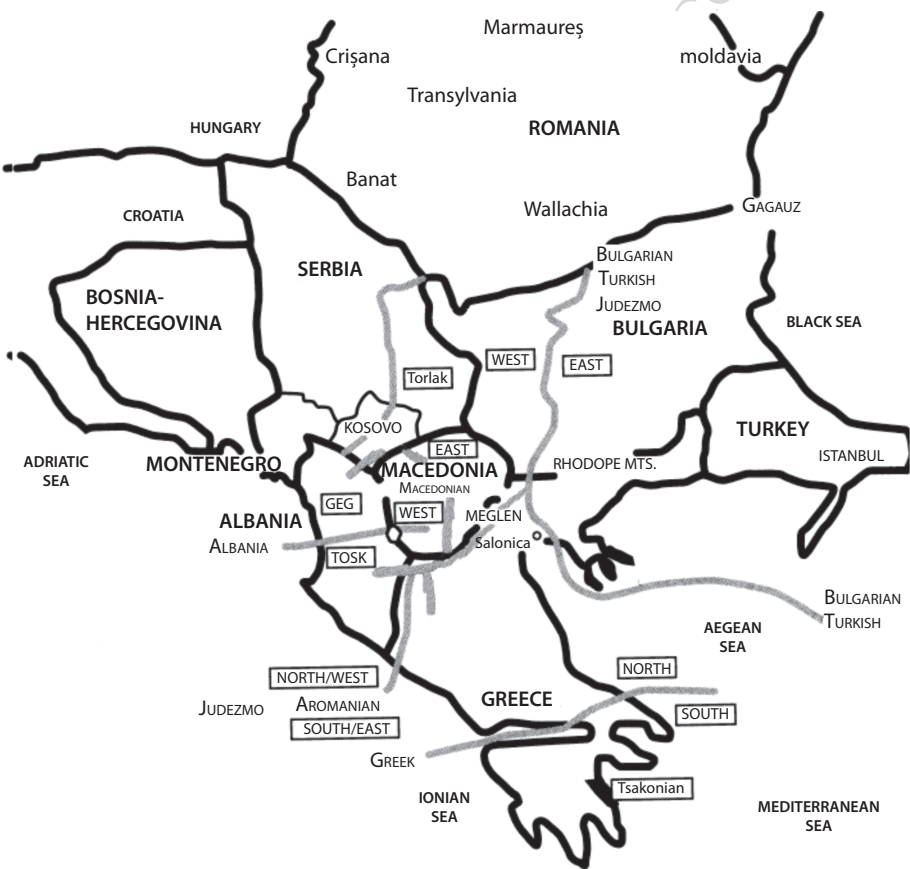 Marmaureș
Crișana
moldavia
Transylvania
HUNGARY
ROMANIA
Banat
CROATIA
Wallachia
GAGAUZ
SERBIA
BULGARIAN
TURKISH
JUDEZMO
BOSNIA-
HERCEGOVINA
BULGARIA
BLACK SEA
WEST
EAST
Torlak
KOSOVO
TURKEY
EAST
ISTANBUL
ADRIATIC
SEA
MONTENEGRO
MACEDONIA
RHODOPE MTS.
MACEDONIAN
GEG
WEST
MEGLEN
ALBANIA
ALBANIA
Salonica
TOSK
BULGARIAN
TURKISH
AEGEAN
SEA
NORTH/WEST
NORTH
JUDEZMO
AROMANIAN
GREECE
SOUTH
SOUTH/EAST
GREEK
IONIAN
SEA
Tsakonian
MEDITERRANEAN
SEA